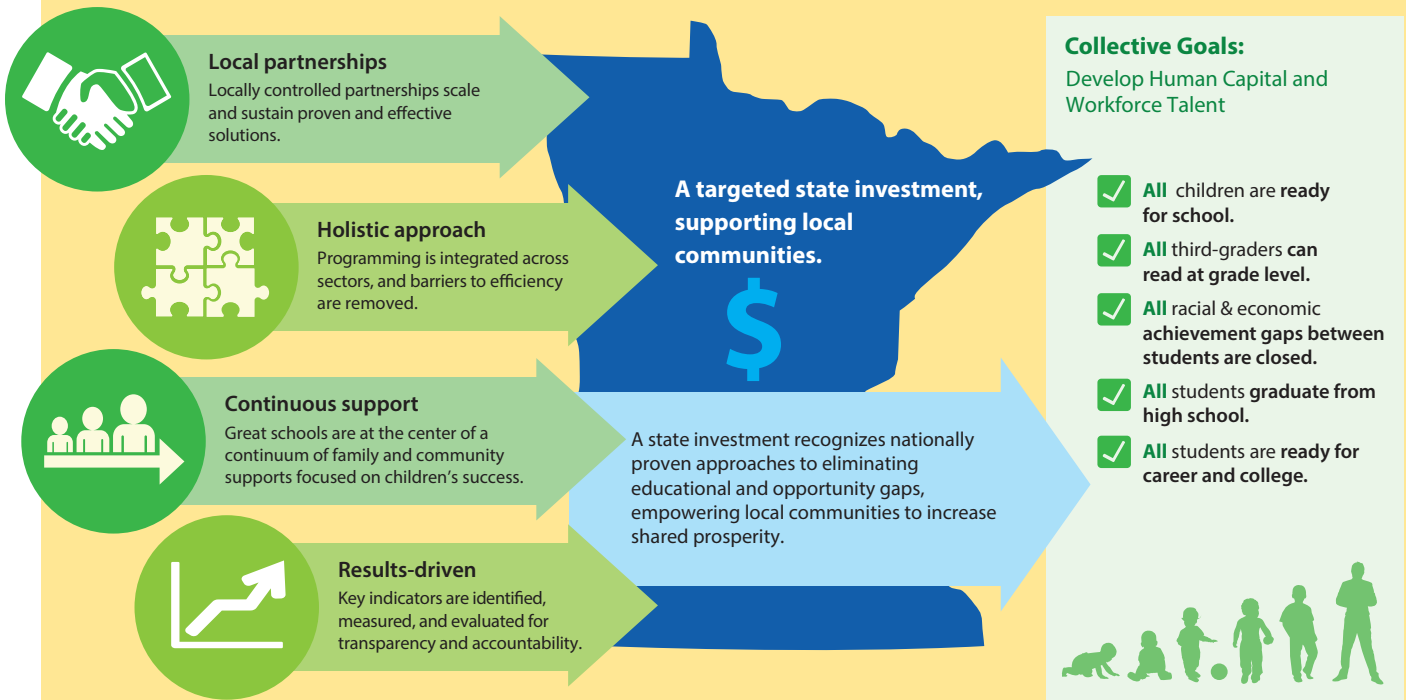 Local partnerships
Locally controlled partnerships scale
and sustain proven and effective
solutions.
Holistic approach
Programming is integrated across
sectors, and barriers to efficiency
are removed.
Continuous support
Great schools are at the center of a
continuum of family and community
supports focused on children’s success.
Results-driven
Key indicators are identified,
measured, and evaluated for
transparency and accountability.
A targeted state investment,
supporting local
communities.
$
A state investment recognizes nationally
proven approaches to eliminating
educational and opportunity gaps,
empowering local communities to increase
shared prosperity.
Collective Goals:
Develop Human Capital and
Workforce Talent
All children are ready
for school.
All third-graders can
read at grade level.
All racial & economic
achievement gaps between
students are closed.
All students graduate from
high school.
All students are ready for
career and college.